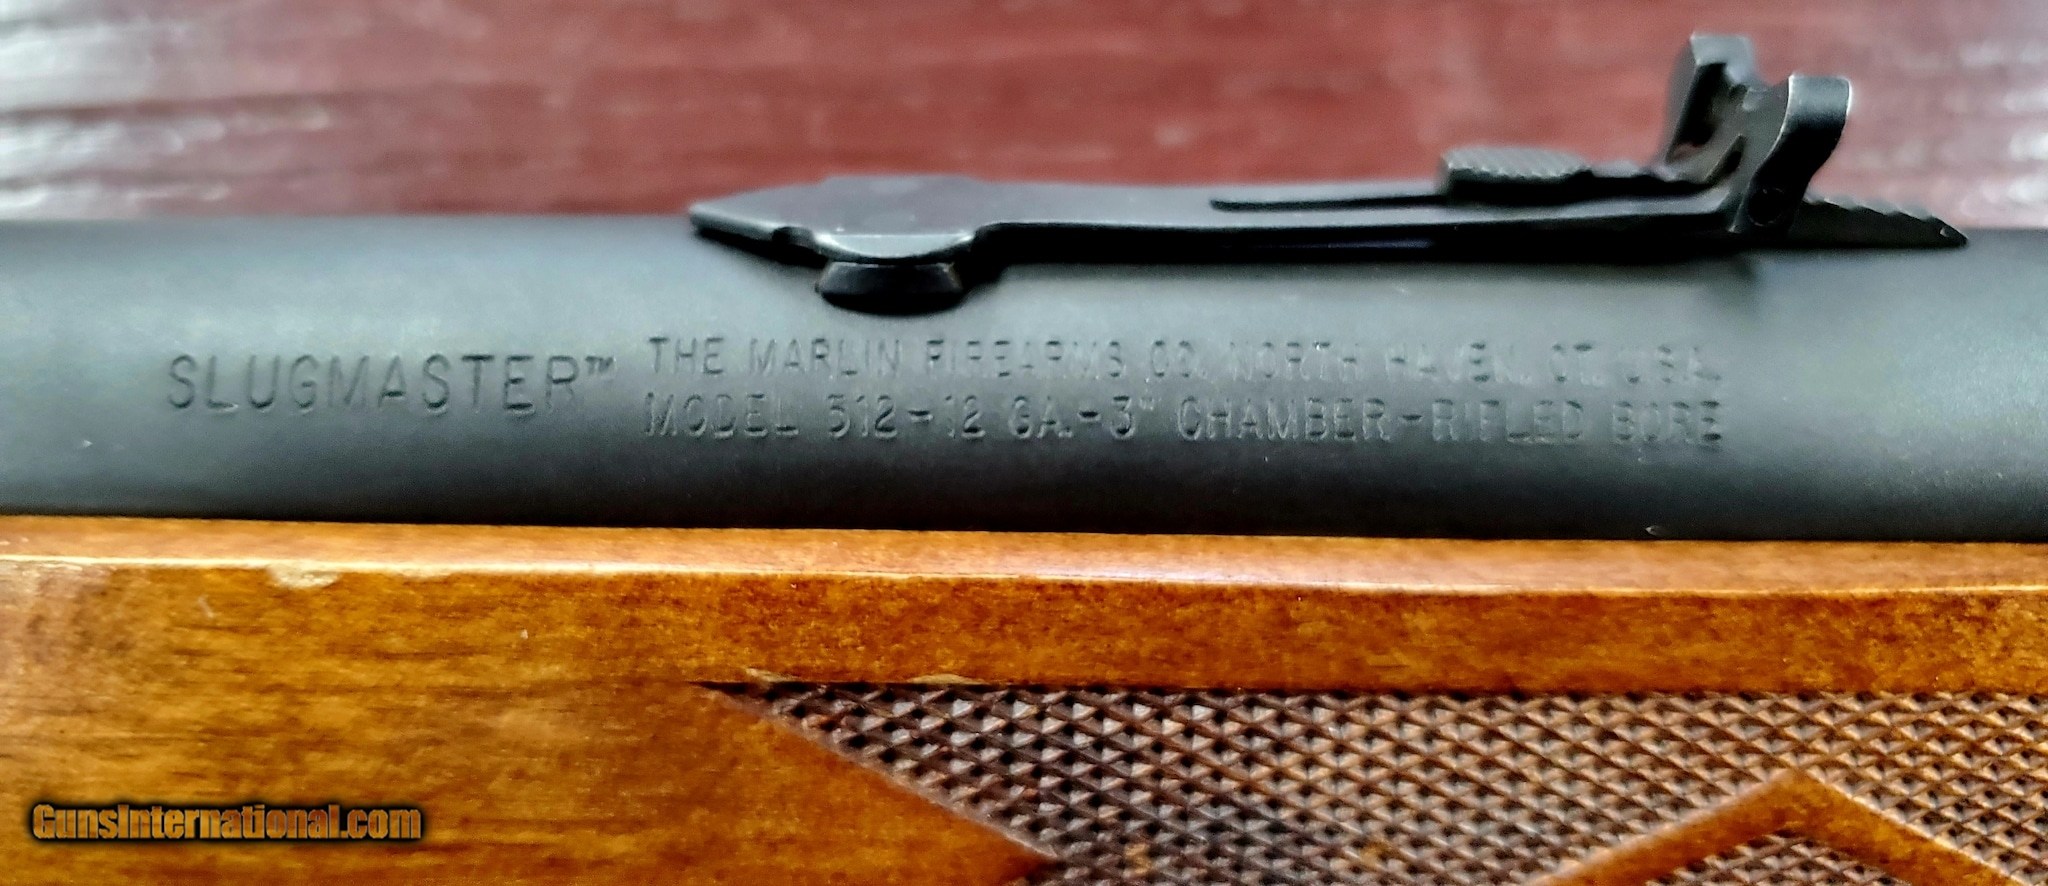 SLUGMASTER™
THE MARLIN FIREARMS CO. NORTH HAVEN, CT. U.S.A.
MODEL 512-12 GA.-3" CHAMBER-RIFLED BORE
GunsInternational.com